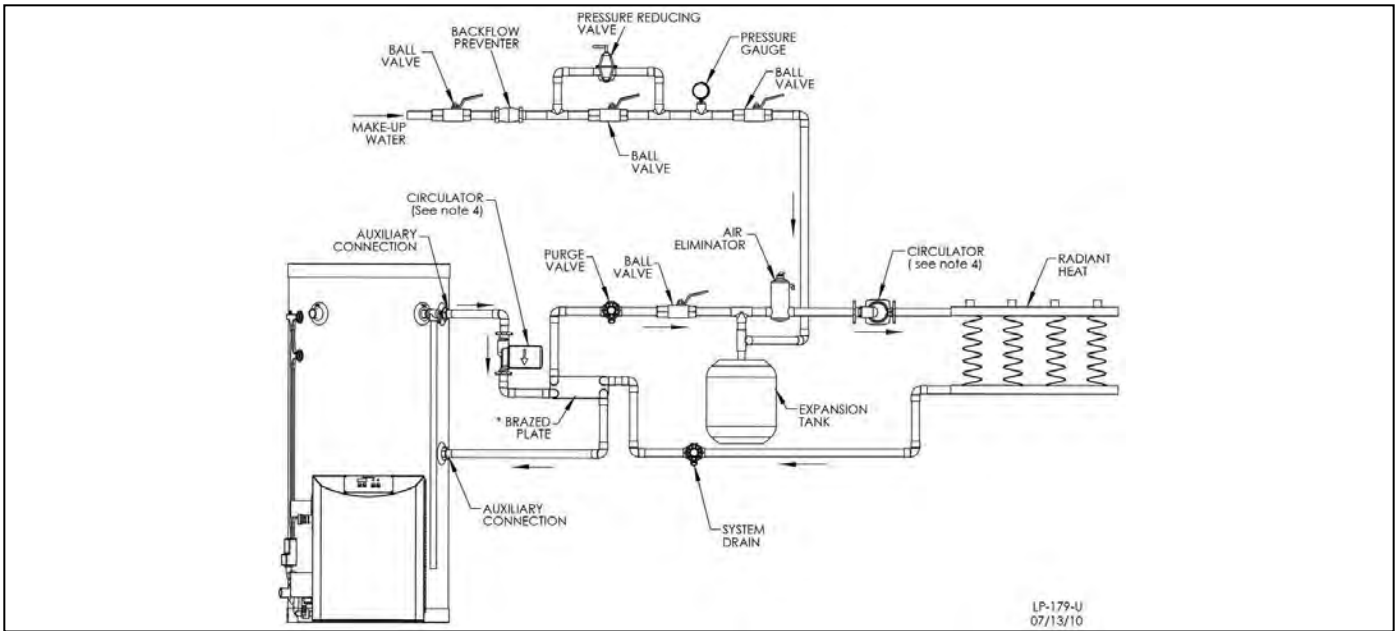 PRESSURE REDUCING
VALVE
BACKFLOW
PREVENTER
BALL
VALVE
PRESSURE
GAUGE
BALL
VALVE
MAKE-UP
WATER
BALL
VALVE
CIRCULATOR
(See note 4)
AUXILIARY
CONNECTION
PURGE
VALVE
BALL
VALVE
AIR
ELIMINATOR
CIRCULATOR
( see note 4)
RADIANT
HEAT
* BRAZED
PLATE
EXPANSION
TANK
AUXILIARY
CONNECTION
SYSTEM
DRAIN
LP-179-U
07/13/10